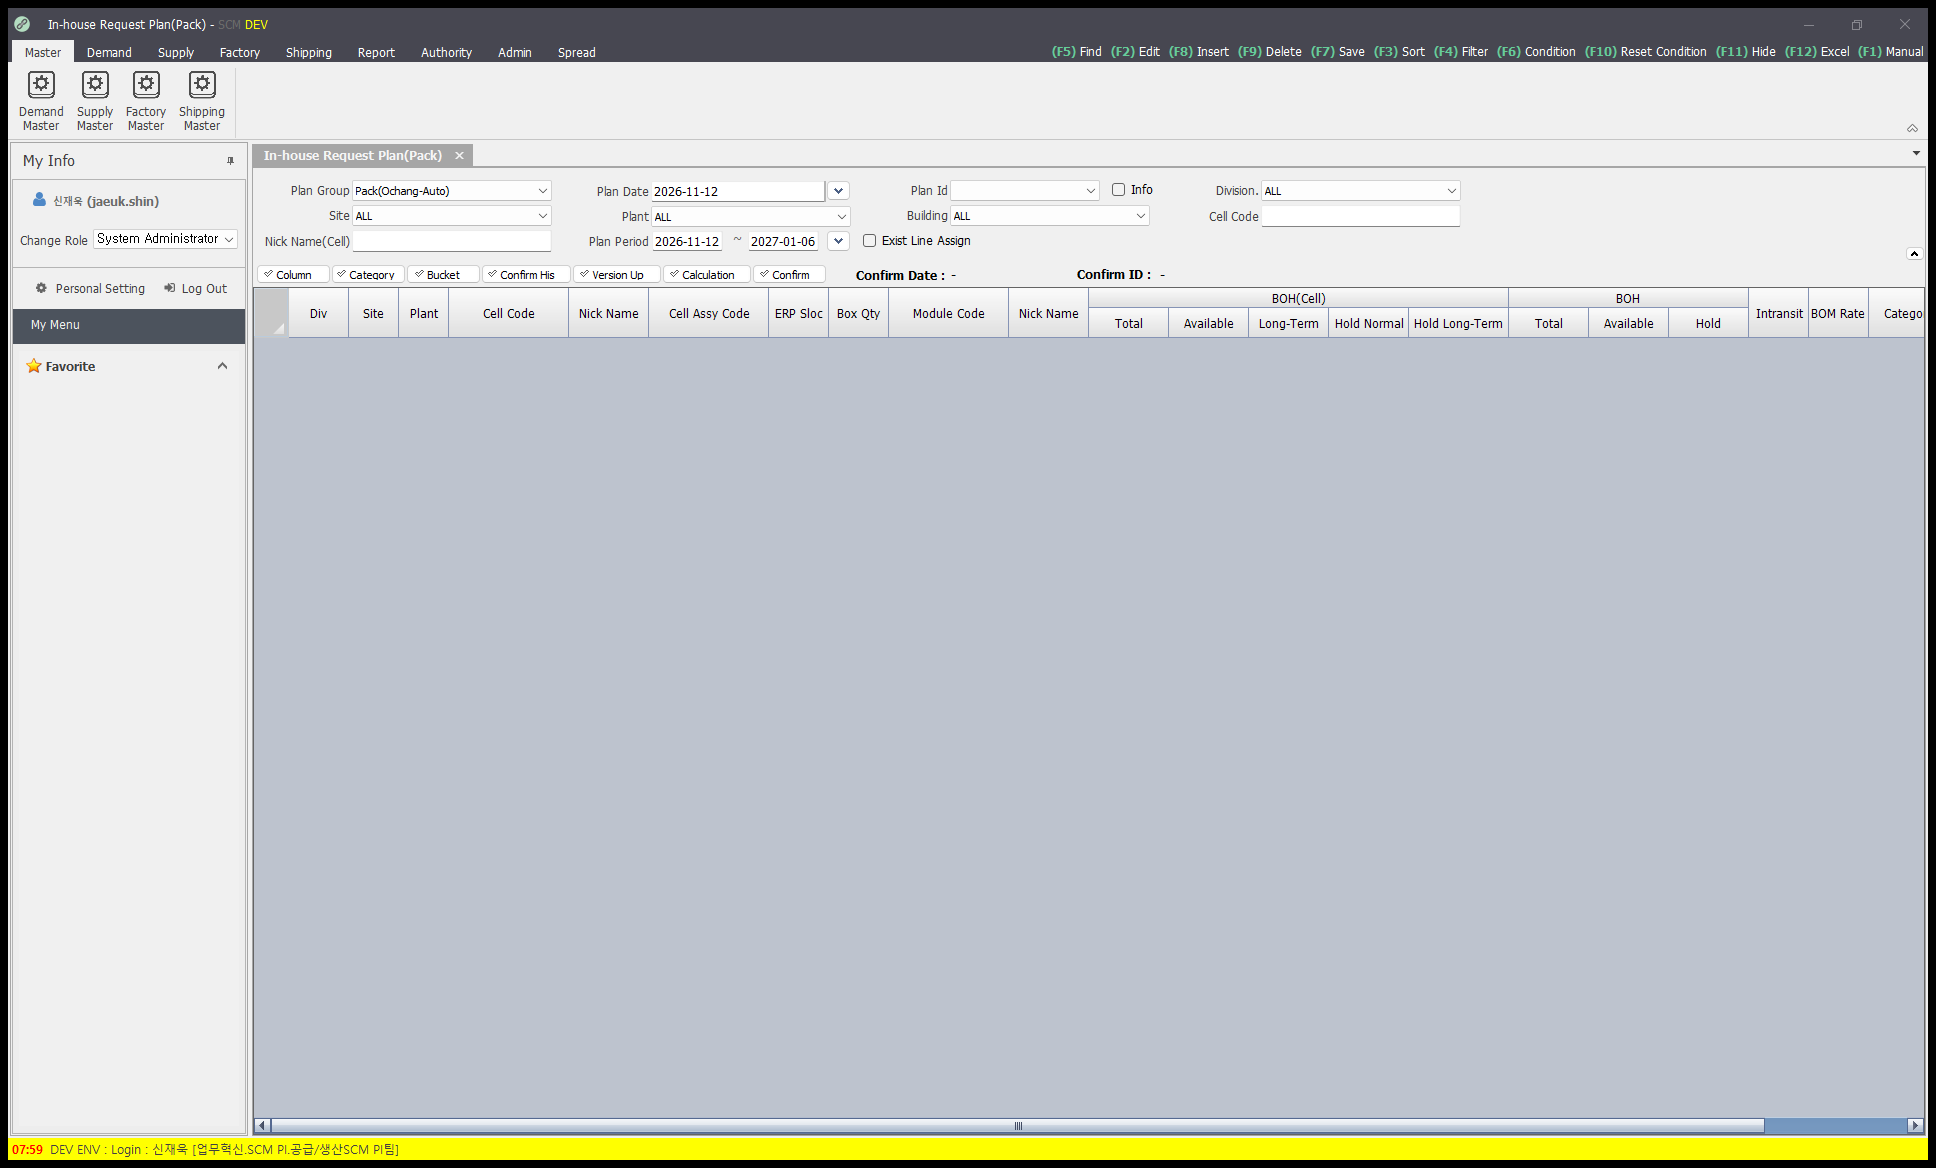 In-house Request Plan(Pack) - SCM DEV
Master Demand Supply Factory Shipping Report Authority Admin Spread (F5) Find (F2) Edit (F8) Insert (F9) Delete (F7) Save (F3) Sort (F4) Filter (F6) Condition (F10) Reset Condition (F11) Hide (F12) Excel (F1) Manual
Demand Master Supply Master Factory Master Shipping Master
My Info
신재욱 (jaeuk.shin)
Change Role System Administrator
Personal Setting Log Out
My Menu
Favorite
In-house Request Plan(Pack)
Plan Group Pack(Ochang-Auto) Plan Date 2026-11-12 Plan Id Info Division. ALL
Site ALL Plant ALL Building ALL Cell Code
Nick Name(Cell) Plan Period 2026-11-12 ~ 2027-01-06 Exist Line Assign
Column Category Bucket Confirm His Version Up Calculation Confirm Confirm Date : - Confirm ID : -
Div Site Plant Cell Code Nick Name Cell Assy Code ERP Sloc Box Qty Module Code Nick Name BOH(Cell) BOH Intransit BOM Rate Catego
Total Available Long-Term Hold Normal Hold Long-Term Total Available Hold
07:59 DEV ENV : Login : 신재욱 [업무혁신.SCM PI.공급/생산SCM PI팀]